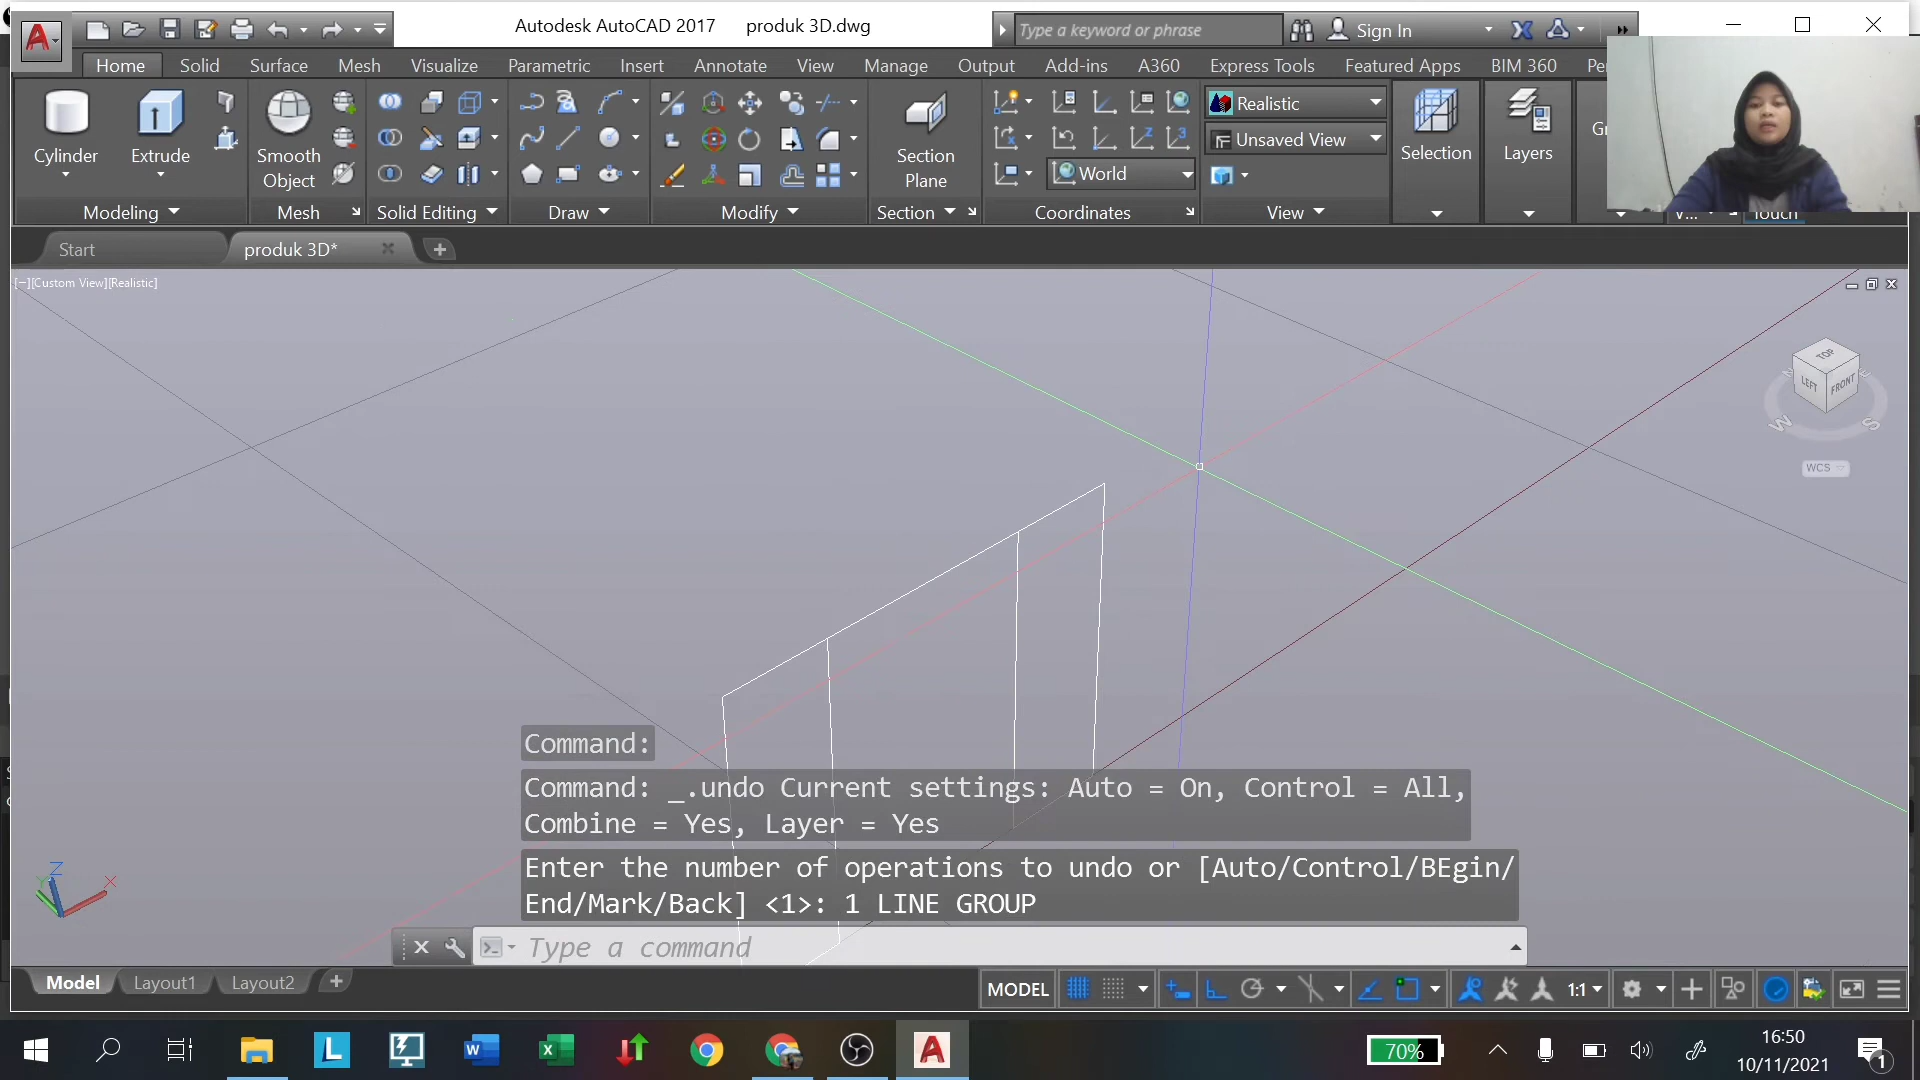 Autodesk AutoCAD 2017 produk 3D.dwg
Type a keyword or phrase
Sign In
Home Solid Surface Mesh Visualize Parametric Insert Annotate View Manage Output Add-ins A360 Express Tools Featured Apps BIM 360
Cylinder Extrude Smooth Object Section Plane
Realistic
Unsaved View
World
Selection Layers
Modeling Mesh Solid Editing Draw Modify Section Coordinates View V... Touch
Start produk 3D*
[−][Custom View][Realistic]
TOP
LEFT FRONT
W S
WCS
Command:
Command: _.undo Current settings: Auto = On, Control = All,
Combine = Yes, Layer = Yes
Enter the number of operations to undo or [Auto/Control/BEgin/
End/Mark/Back] <1>: 1 LINE GROUP
Z
X
Type a command
Model Layout1 Layout2 MODEL 1:1
70%
16:50
10/11/2021
1